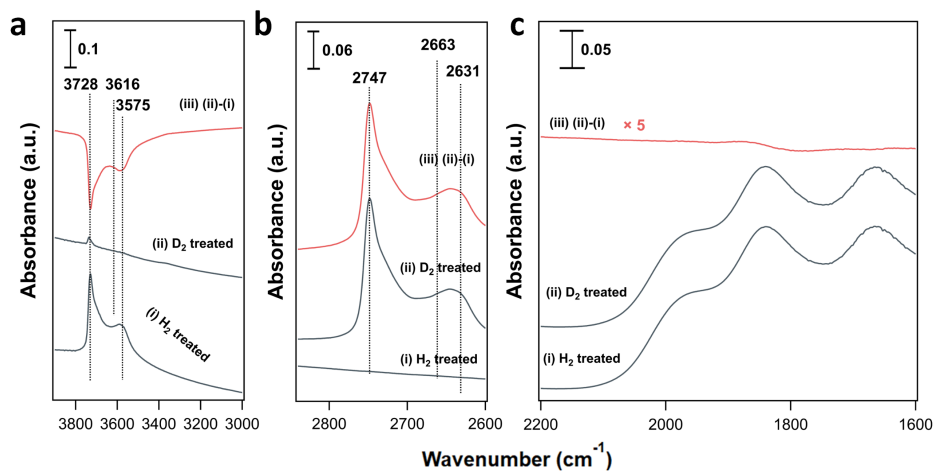 a
0.1
3728
3616
3575
(iii) (ii)-(i)
(ii) D₂ treated
(i) H₂ treated
Absorbance (a.u.)
3800 3600 3400 3200 3000
b
0.06
2663
2747
2631
(iii) (ii)-(i)
(ii) D₂ treated
(i) H₂ treated
Absorbance (a.u.)
2800 2700 2600
c
0.05
(iii) (ii)-(i)
× 5
(ii) D₂ treated
(i) H₂ treated
Absorbance (a.u.)
2200 2000 1800 1600
Wavenumber (cm⁻¹)